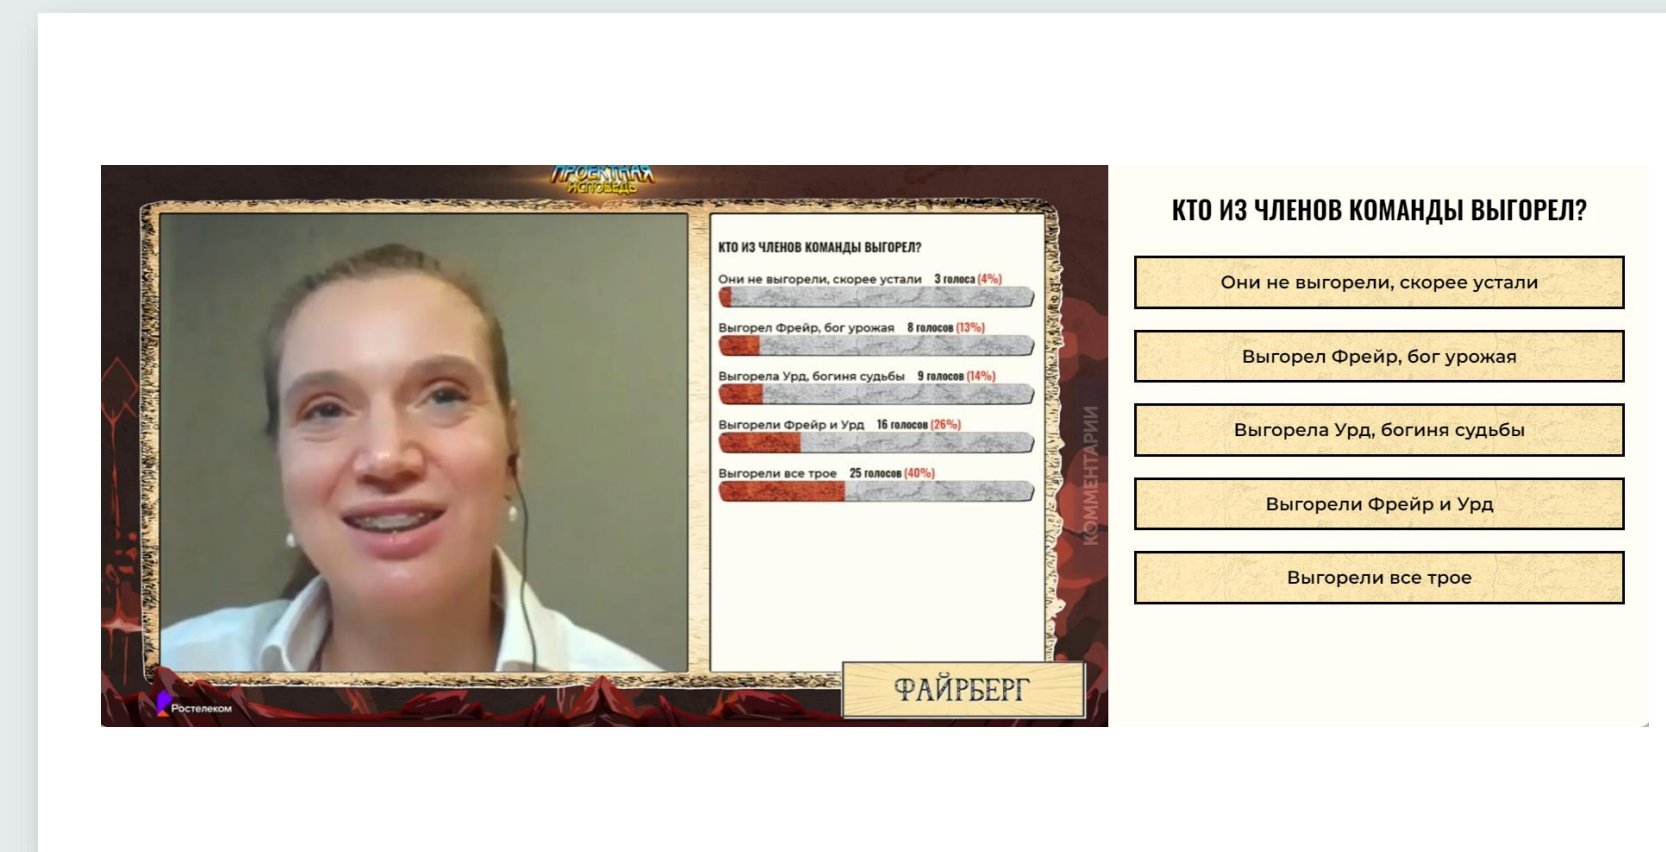 ПРОЕКТНАЯ
ИСПОВЕДЬ
КТО ИЗ ЧЛЕНОВ КОМАНДЫ ВЫГОРЕЛ?
Они не выгорели, скорее устали 3 голоса (4%)
Выгорел Фрейр, бог урожая 8 голосов (13%)
Выгорела Урд, богиня судьбы 9 голосов (14%)
Выгорели Фрейр и Урд 16 голосов (26%)
Выгорели все трое 25 голосов (40%)
КОММЕНТАРИИ
ФАЙРБЕРГ
Ростелеком
КТО ИЗ ЧЛЕНОВ КОМАНДЫ ВЫГОРЕЛ?
Они не выгорели, скорее устали
Выгорел Фрейр, бог урожая
Выгорела Урд, богиня судьбы
Выгорели Фрейр и Урд
Выгорели все трое